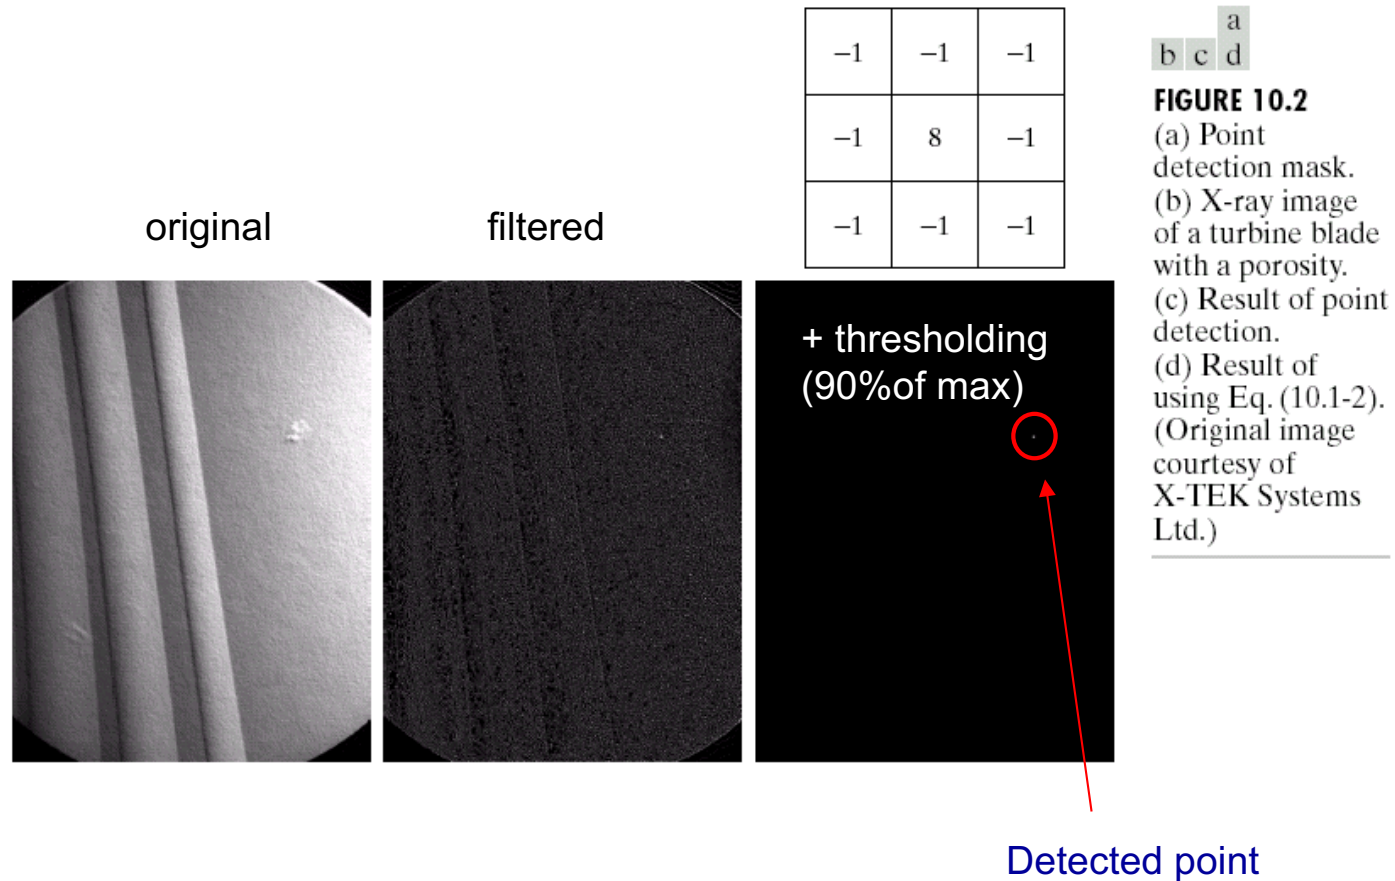 −1 −1 −1
−1 8 −1
−1 −1 −1
a
b c d
FIGURE 10.2
(a) Point
detection mask.
(b) X-ray image
of a turbine blade
with a porosity.
(c) Result of point
detection.
(d) Result of
using Eq. (10.1-2).
(Original image
courtesy of
X-TEK Systems
Ltd.)
original
filtered
+ thresholding
(90%of max)
Detected point